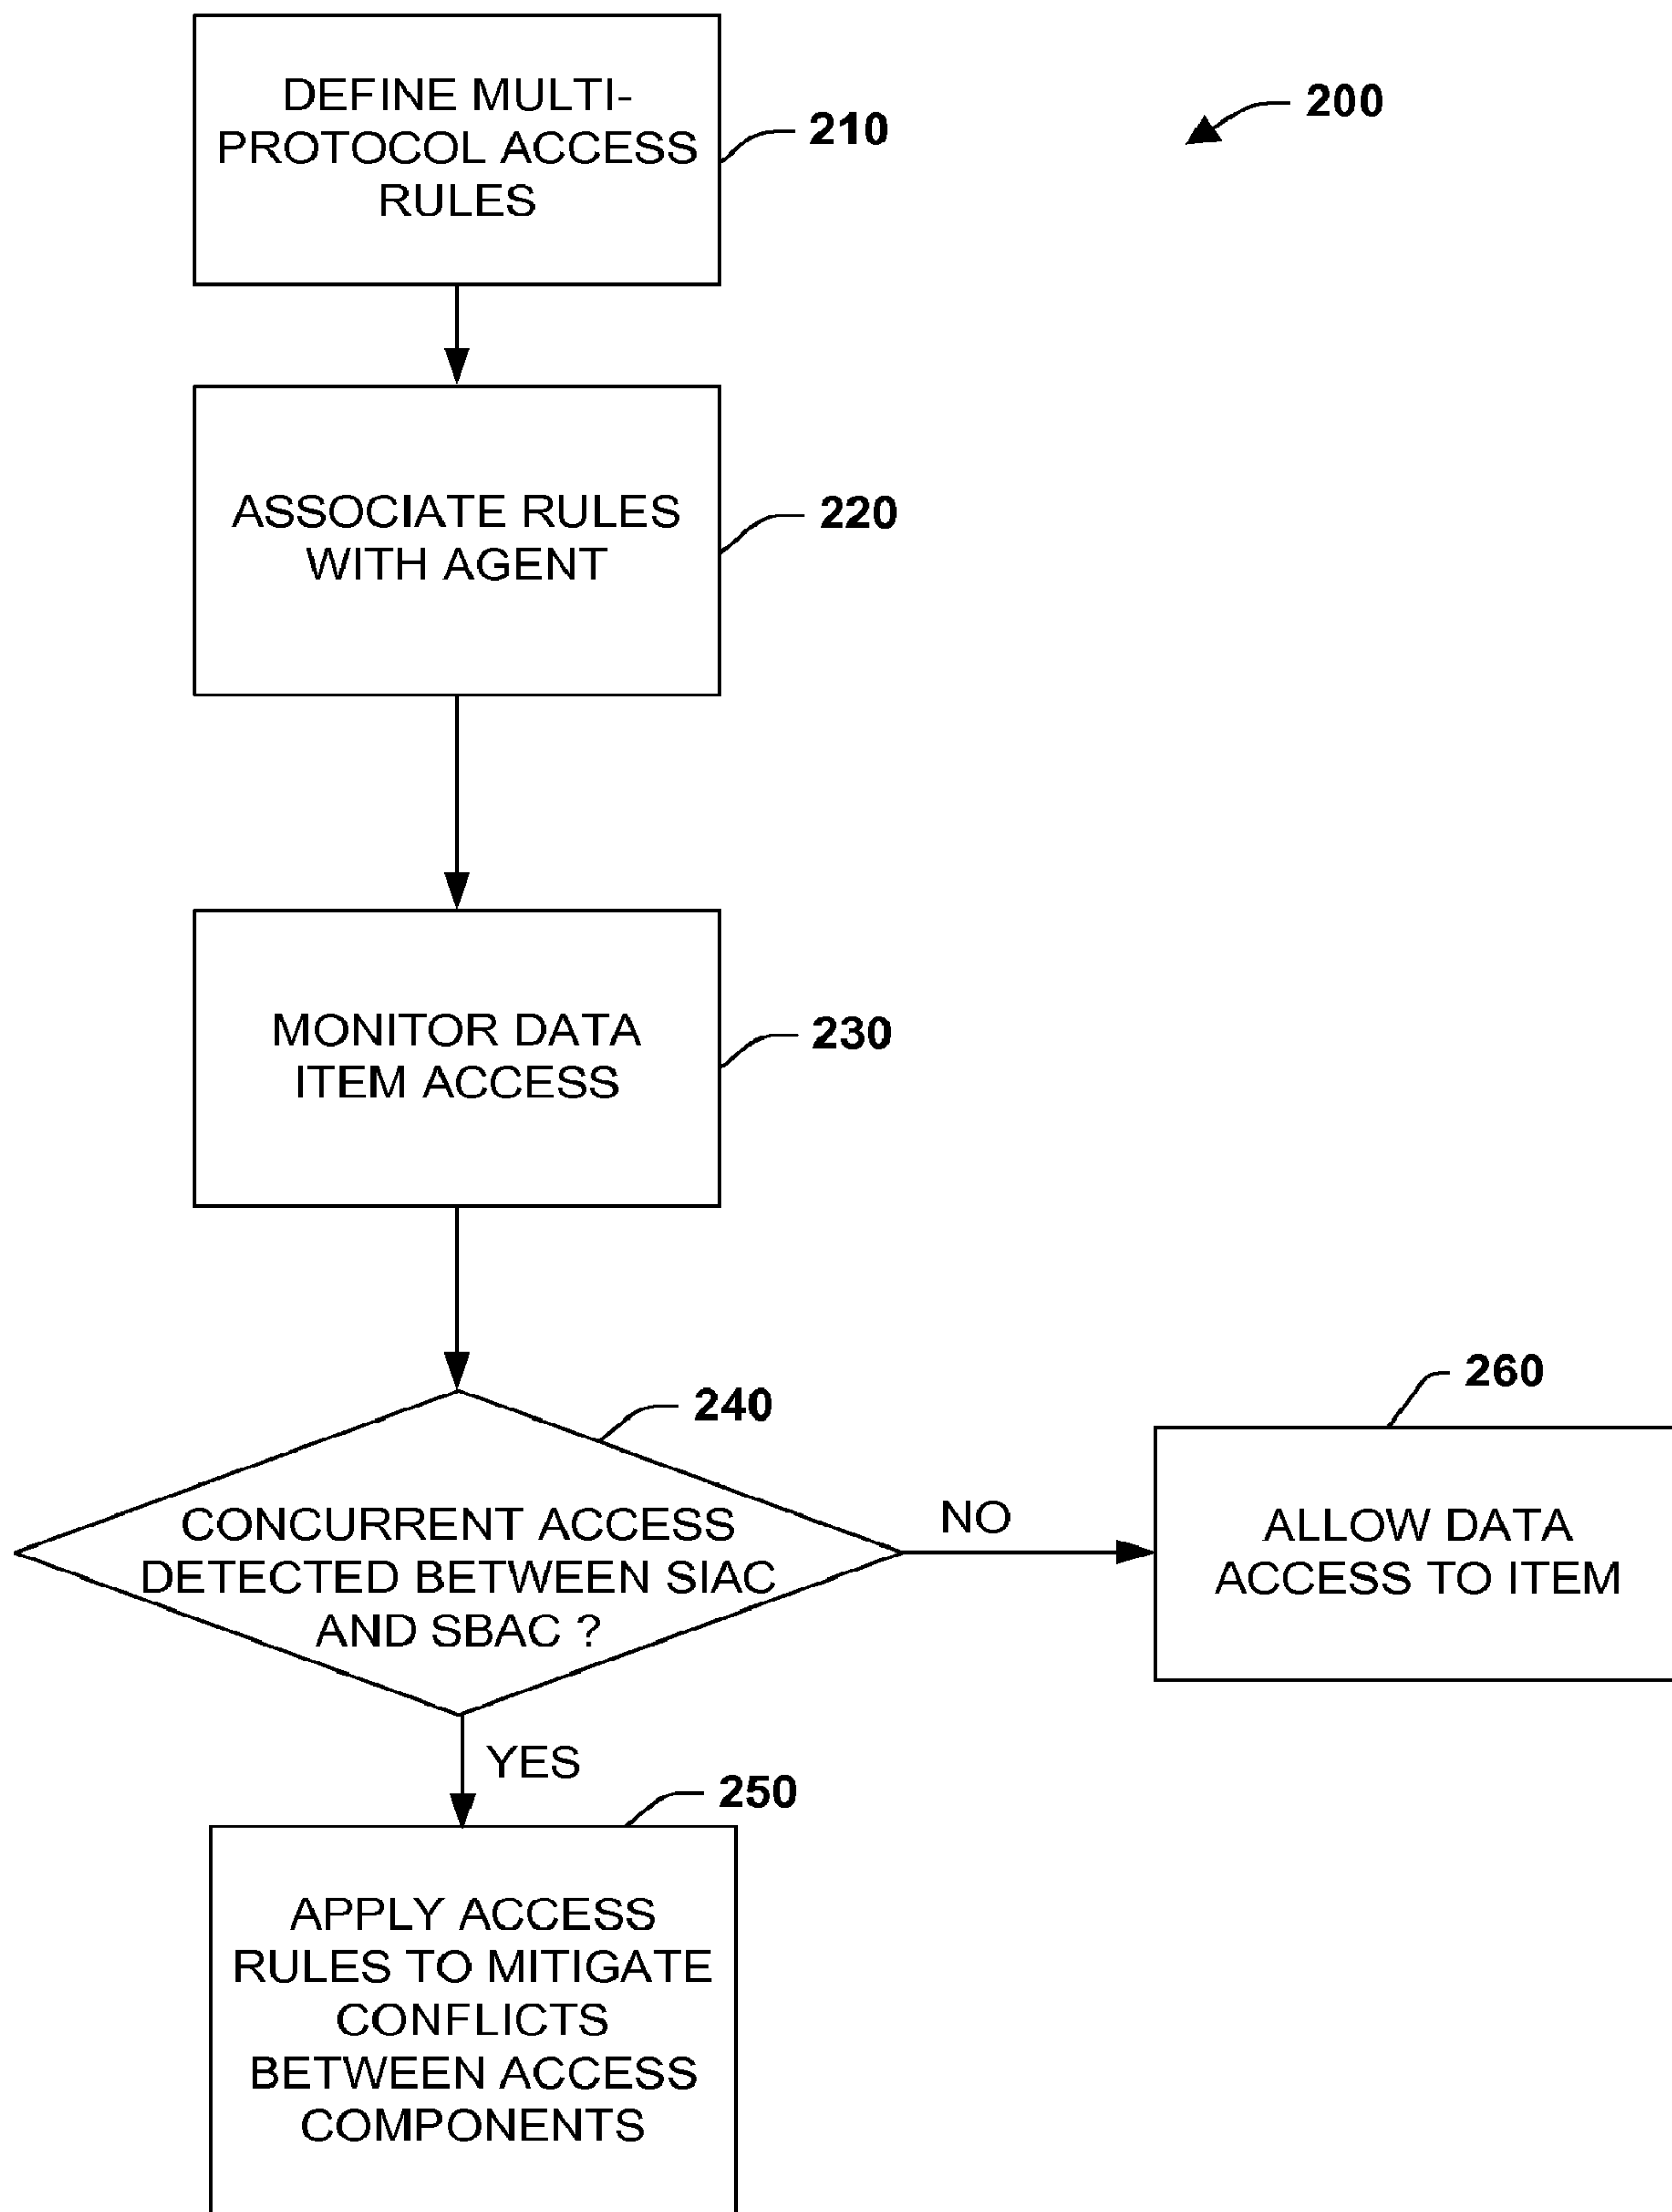 DEFINE MULTI-
PROTOCOL ACCESS
RULES
210
200
ASSOCIATE RULES
WITH AGENT
220
MONITOR DATA
ITEM ACCESS
230
240
CONCURRENT ACCESS
DETECTED BETWEEN SIAC
AND SBAC ?
NO
260
ALLOW DATA
ACCESS TO ITEM
YES
250
APPLY ACCESS
RULES TO MITIGATE
CONFLICTS
BETWEEN ACCESS
COMPONENTS